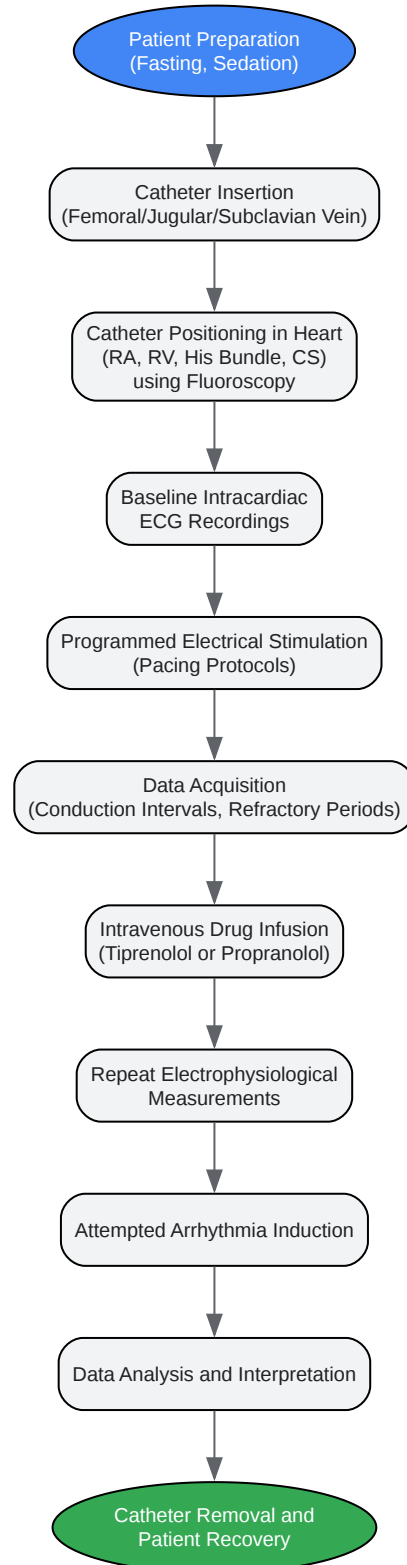 Patient Preparation
(Fasting, Sedation)
Catheter Insertion
(Femoral/Jugular/Subclavian Vein)
Catheter Positioning in Heart
(RA, RV, His Bundle, CS)
using Fluoroscopy
Baseline Intracardiac
ECG Recordings
Programmed Electrical Stimulation
(Pacing Protocols)
Data Acquisition
(Conduction Intervals, Refractory Periods)
Intravenous Drug Infusion
(Tiprenolol or Propranolol)
Repeat Electrophysiological
Measurements
Attempted Arrhythmia Induction
Data Analysis and Interpretation
Catheter Removal and
Patient Recovery